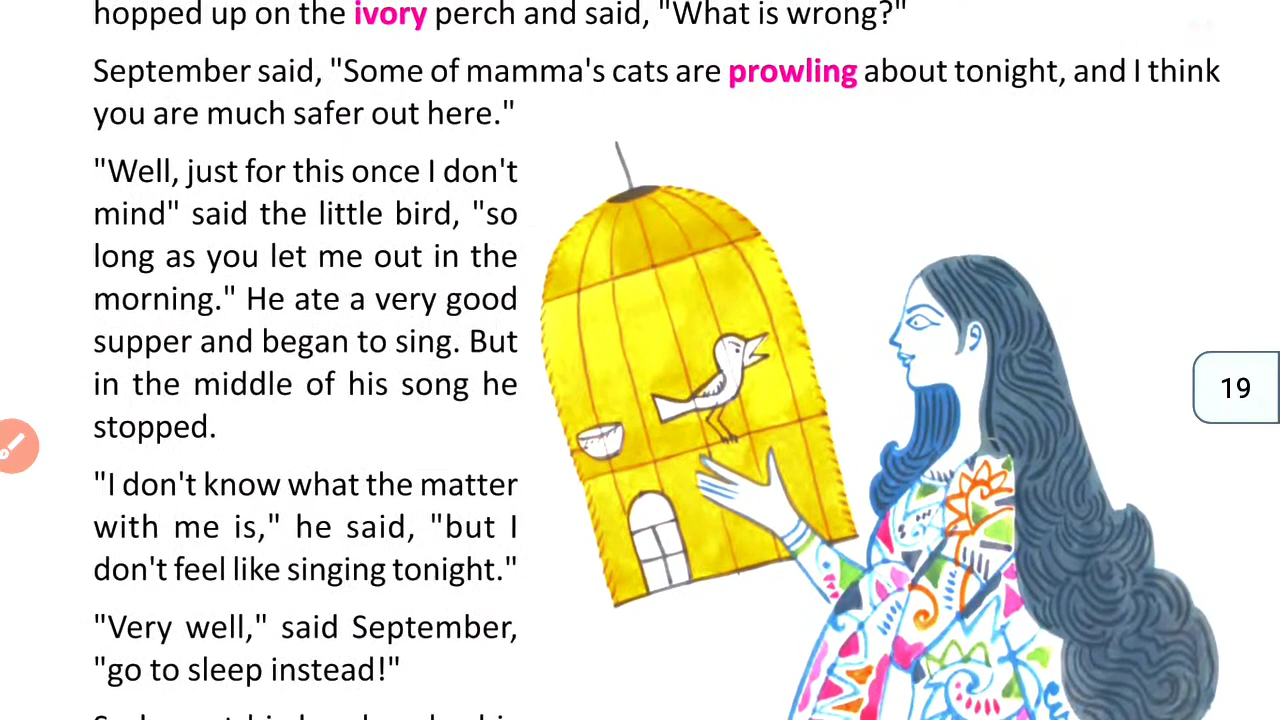 hopped up on the ivory perch and said, "What is wrong?"
September said, "Some of mamma's cats are prowling about tonight, and I think
you are much safer out here."
"Well, just for this once I don't
mind" said the little bird, "so
long as you let me out in the
morning." He ate a very good
supper and began to sing. But
in the middle of his song he
stopped.
19
"I don't know what the matter
with me is," he said, "but I
don't feel like singing tonight."
"Very well," said September,
"go to sleep instead!"